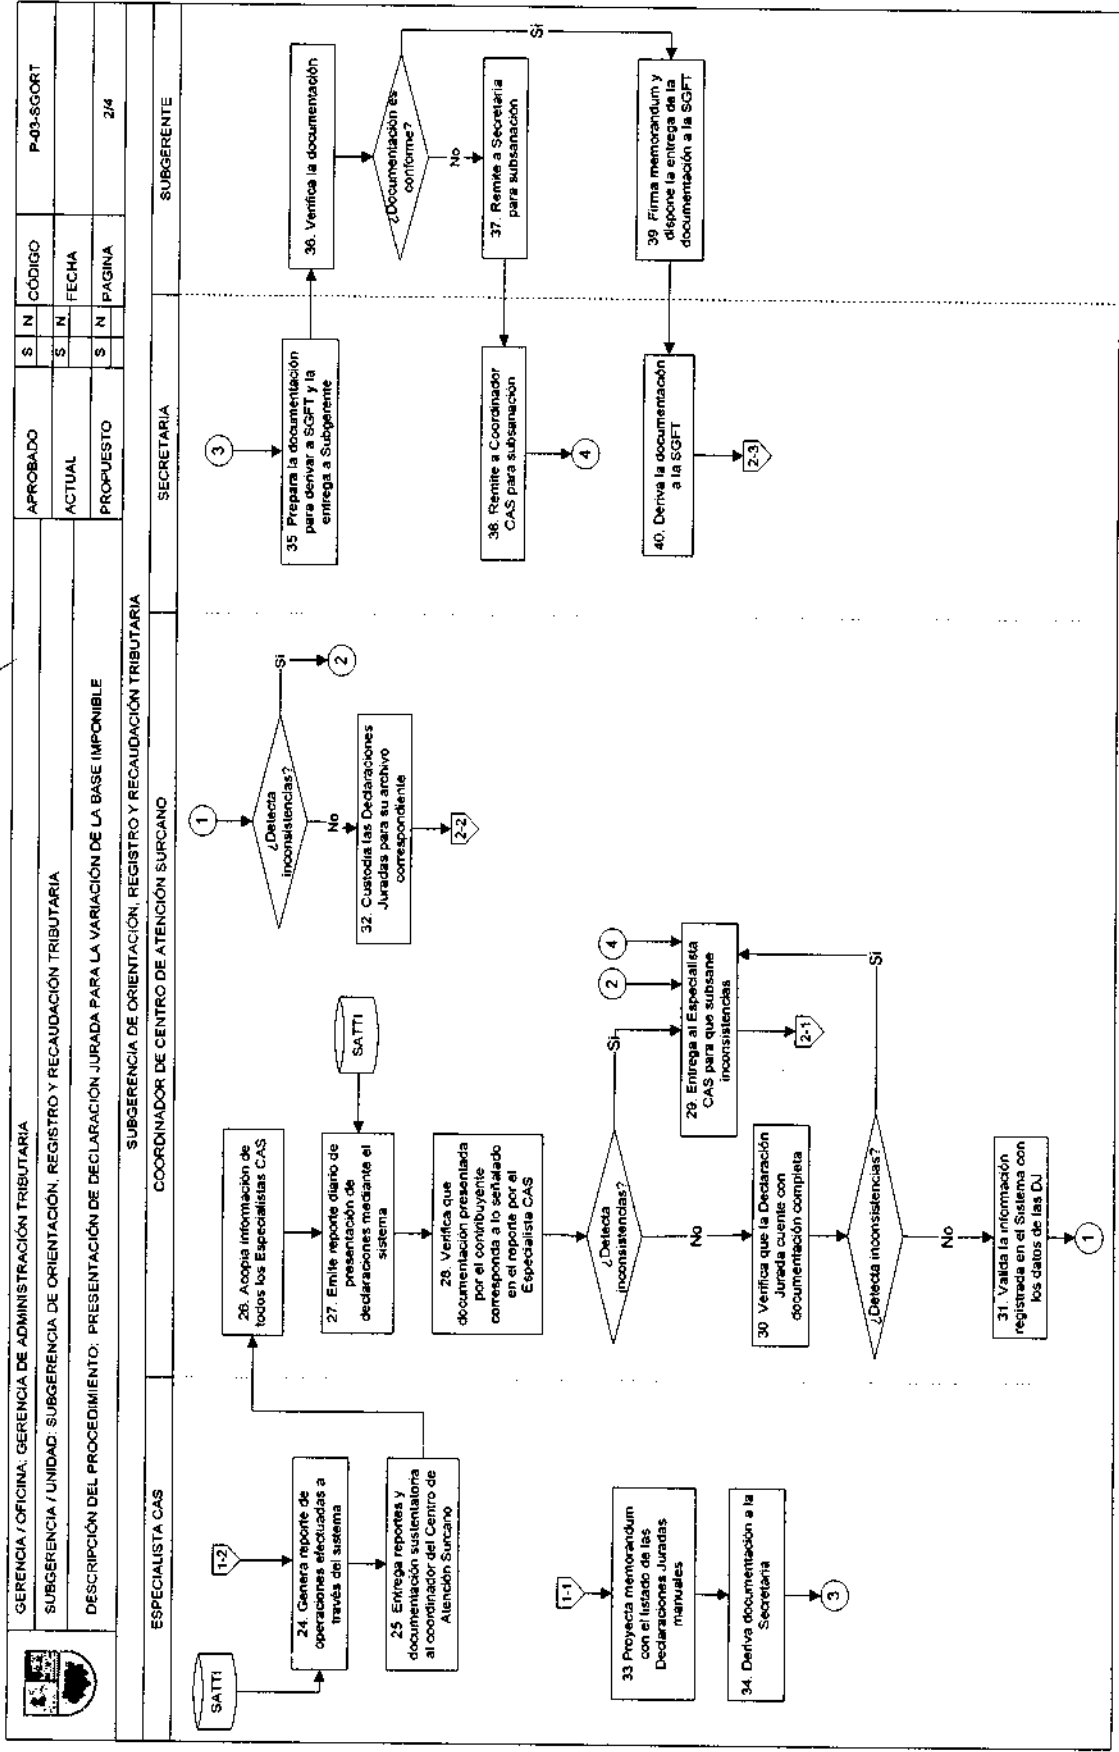 GERENCIA / OFICINA: GERENCIA DE ADMINISTRACIÓN TRIBUTARIA
SUBGERENCIA / UNIDAD: SUBGERENCIA DE ORIENTACIÓN, REGISTRO Y RECAUDACIÓN TRIBUTARIA
DESCRIPCIÓN DEL PROCEDIMIENTO: PRESENTACIÓN DE DECLARACIÓN JURADA PARA LA VARIACIÓN DE LA BASE IMPONIBLE
APROBADO S N CÓDIGO P-03-SGORT
ACTUAL S N FECHA
PROPUESTO S N PAGINA 2/4
SUBGERENCIA DE ORIENTACIÓN, REGISTRO Y RECAUDACIÓN TRIBUTARIA
ESPECIALISTA CAS
COORDINADOR DE CENTRO DE ATENCIÓN SURCANO
SECRETARIA
SUBGERENTE
SATTI
1-2
24. Genera reporte de
operaciones efectuadas a
través del sistema
25 Entrega reportes y
documentación sustentatoria
al coordinador del Centro de
Atención Surcano
1-1
33 Proyecta memorandum
con el listado de las
Declaraciones Juradas
manuales
34. Deriva documentación a la
Secretaria
3
26. Acopia información de
todos los Especialistas CAS
27. Emite reporte diario de
presentación de
declaraciones mediante el
sistema
SATTI
28. Verifica que
documentación presentada
por el contribuyente
corresponda a lo señalado
en el reporte por el
Especialista CAS
¿Detecta
inconsistencias?
Si
No
2
4
29. Entrega al Especialista
CAS para que subsane
inconsistencias
2-1
30 Verifica que la Declaración
Jurada cuente con
documentación completa
¿Detecta inconsistencias?
Si
No
31. Valida la información
registrada en el Sistema con
los datos de las DJ
1
1
¿Detecta
inconsistencias?
Si
2
No
32. Custodia las Declaraciones
Juradas para su archivo
correspondiente
2-2
3
35 Prepara la documentación
para derivar a SGFT y la
entrega a Subgerente
36. Verifica la documentación
¿Documentación es
conforme?
Si
No
37. Remite a Secretaria
para subsanación
38. Remite a Coordinador
CAS para subsanación
4
39 Firma memorandum y
dispone la entrega de la
documentación a la SGFT
40. Deriva la documentación
a la SGFT
2-3